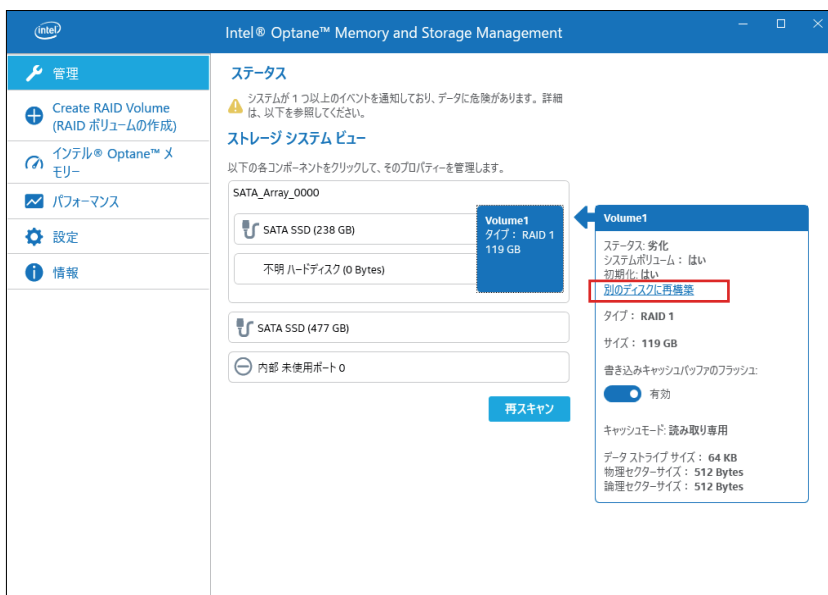 intel
Intel® Optane™ Memory and Storage Management
管理
Create RAID Volume
(RAID ボリュームの作成)
インテル® Optane™ メ
モリー
パフォーマンス
設定
情報
ステータス
システムが 1 つ以上のイベントを通知しており、データに危険があります。詳細
は、以下を参照してください。
ストレージ システム ビュー
以下の各コンポーネントをクリックして、そのプロパティーを管理します。
SATA_Array_0000
SATA SSD (238 GB)
不明 ハードディスク (0 Bytes)
Volume1
タイプ： RAID 1
119 GB
SATA SSD (477 GB)
内部 未使用ポート 0
再スキャン
Volume1
ステータス: 劣化
システムボリューム： はい
初期化: はい
別のディスクに再構築
タイプ： RAID 1
サイズ： 119 GB
書き込みキャッシュバッファのフラッシュ:
有効
キャッシュモード: 読み取り専用
データ ストライプ サイズ： 64 KB
物理セクターサイズ： 512 Bytes
論理セクターサイズ： 512 Bytes